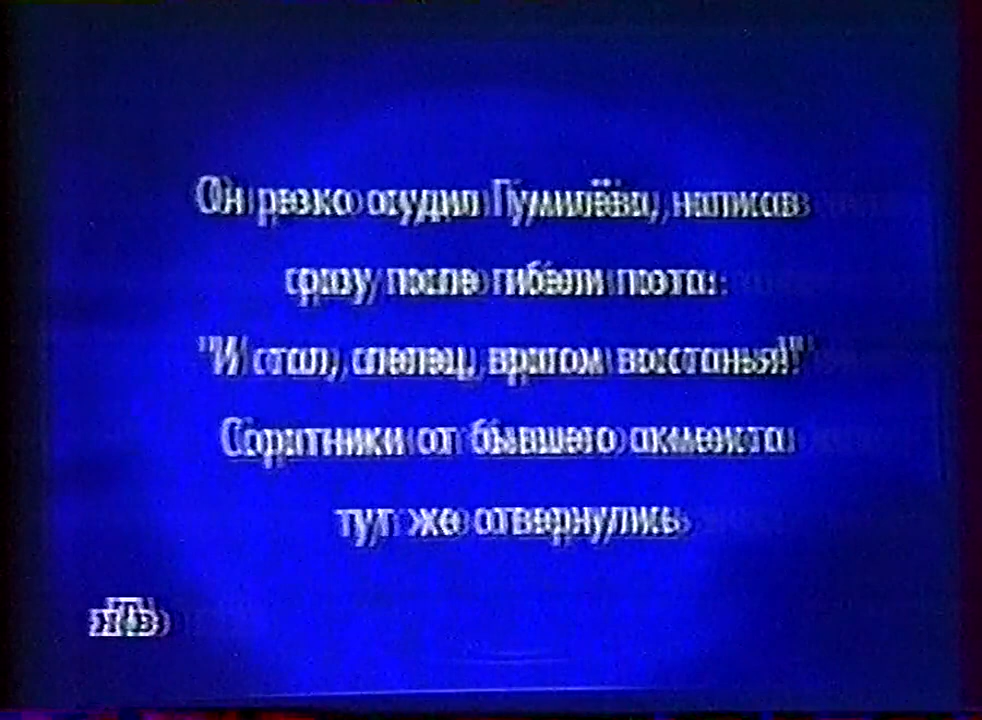 Он резко осудил Гумилёва, написав
сразу после гибели поэта:
"И стал, слепец, врагом восстанья!"
Соратники от бывшего акмеиста
тут же отвернулись
НТВ